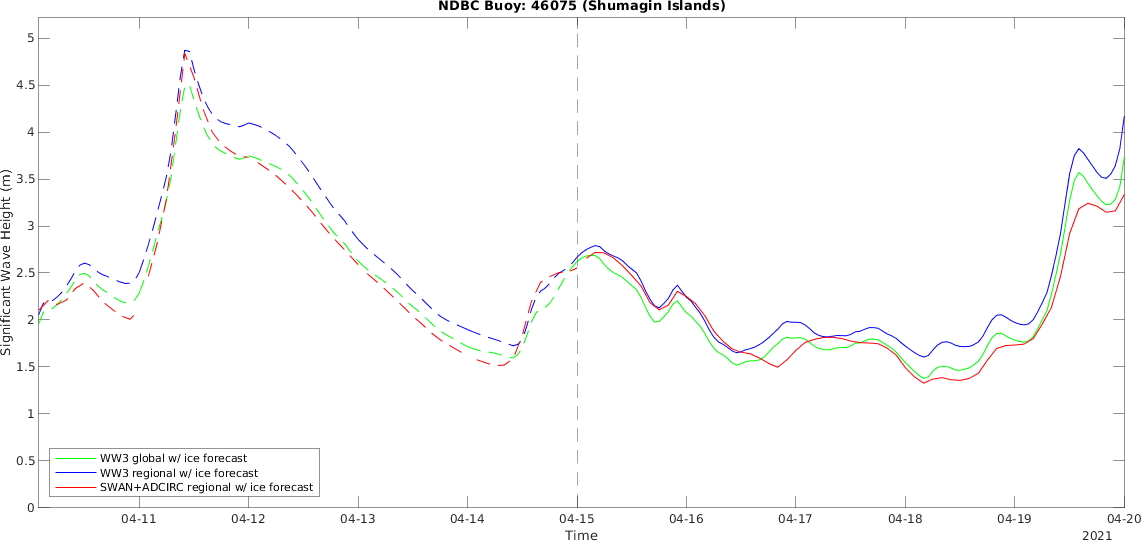 NDBC Buoy: 46075 (Shumagin Islands)
5
4.5
4
3.5
3
2.5
2
1.5
1
0.5
0
Significant Wave Height (m)
WW3 global w/ ice forecast
WW3 regional w/ ice forecast
SWAN+ADCIRC regional w/ ice forecast
04-11 04-12 04-13 04-14 04-15 04-16 04-17 04-18 04-19 04-20
Time
2021